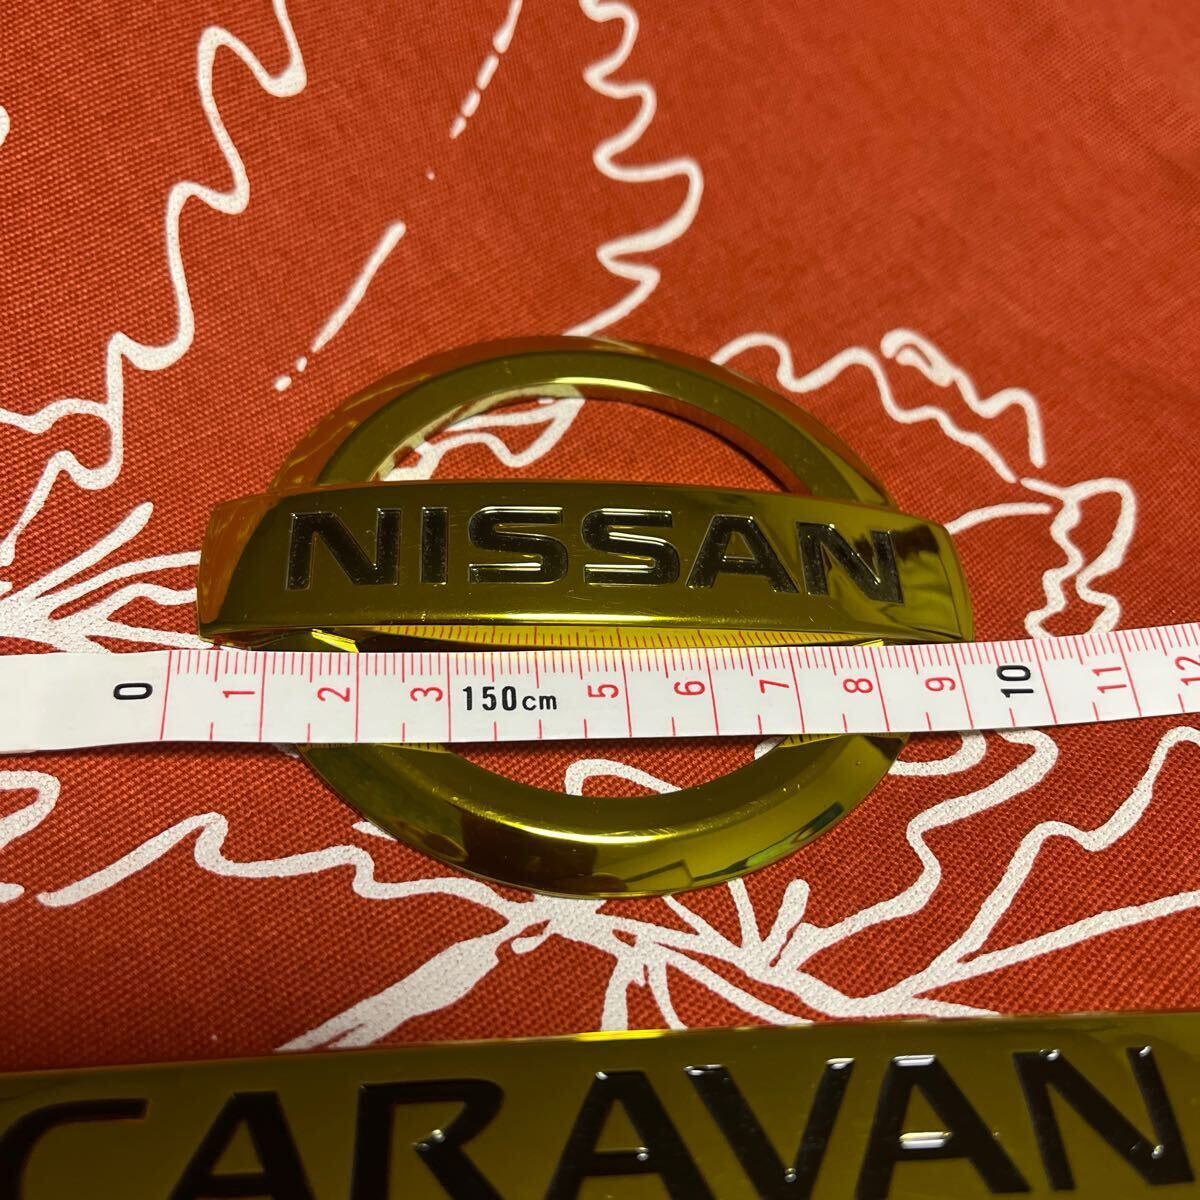 NISSAN
0 1 2 3 150cm 5 6 7 8 9 10 11 12
CARAVAN